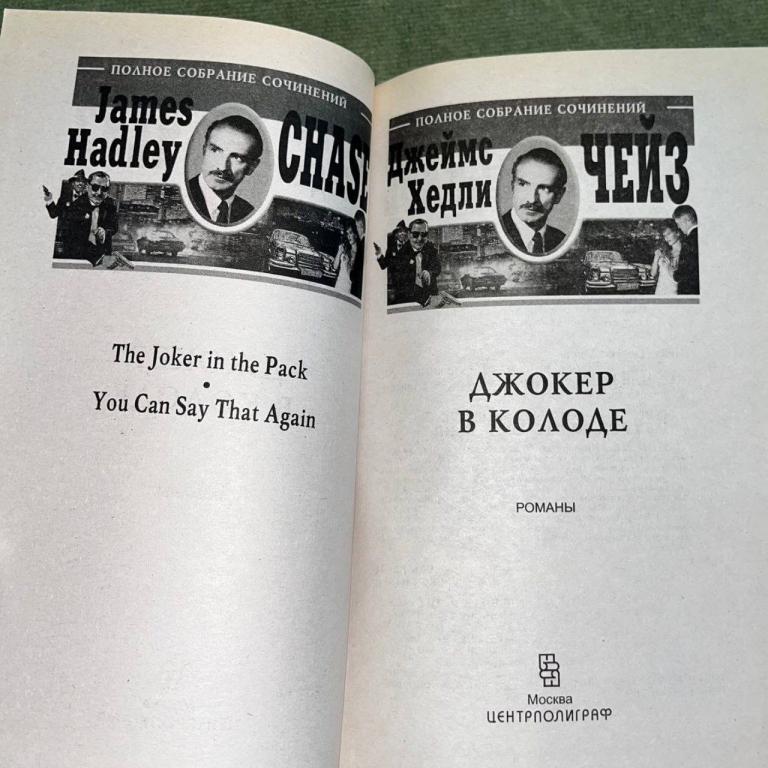 ПОЛНОЕ СОБРАНИЕ СОЧИНЕНИЙ
James
Hadley
CHASE
The Joker in the Pack
•
You Can Say That Again
ПОЛНОЕ СОБРАНИЕ СОЧИНЕНИЙ
Джеймс
Хедли
ЧЕЙЗ
ДЖОКЕР
В КОЛОДЕ
РОМАНЫ
Москва
ЦЕНТРПОЛИГРАФ